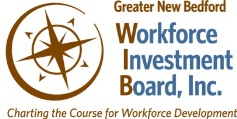 Greater New Bedford
Workforce
Investment
Board, Inc.
Charting the Course for Workforce Development